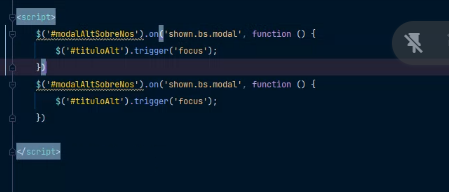 <script>
$('#modalAltSobreNos').on('shown.bs.modal', function () {
$('#tituloAlt').trigger('focus');
})
$('#modalAltSobreNos').on('shown.bs.modal', function () {
$('#tituloAlt').trigger('focus');
})
</script>